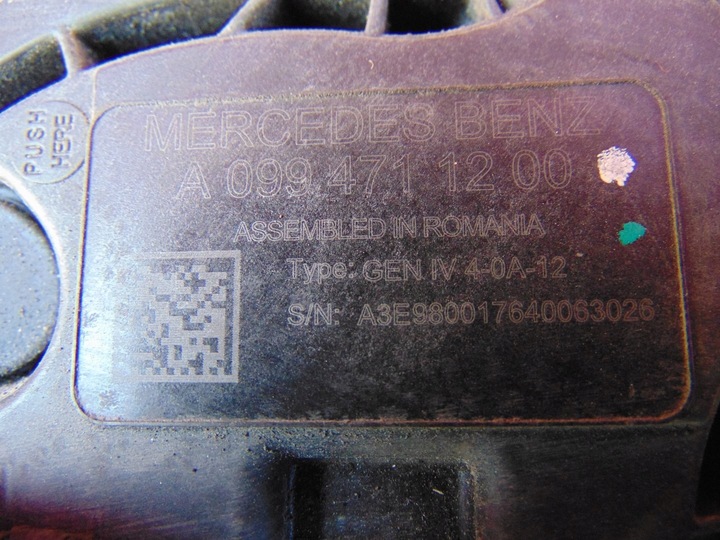 PUSH
HERE
MERCEDES BENZ
A 099 471 12 00
ASSEMBLED IN ROMANIA
Type: GEN IV 4-0A-12
S/N: A3E980017640063026